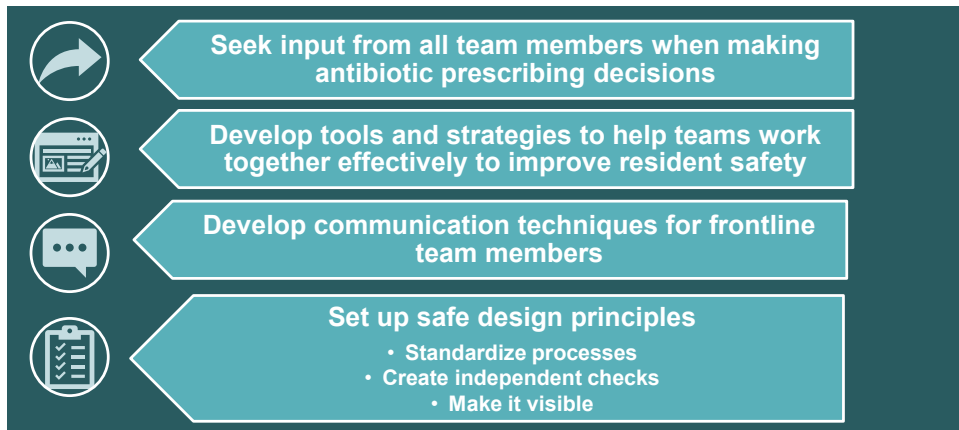 Seek input from all team members when making
antibiotic prescribing decisions
Develop tools and strategies to help teams work
together effectively to improve resident safety
Develop communication techniques for frontline
team members
Set up safe design principles
• Standardize processes
• Create independent checks
• Make it visible